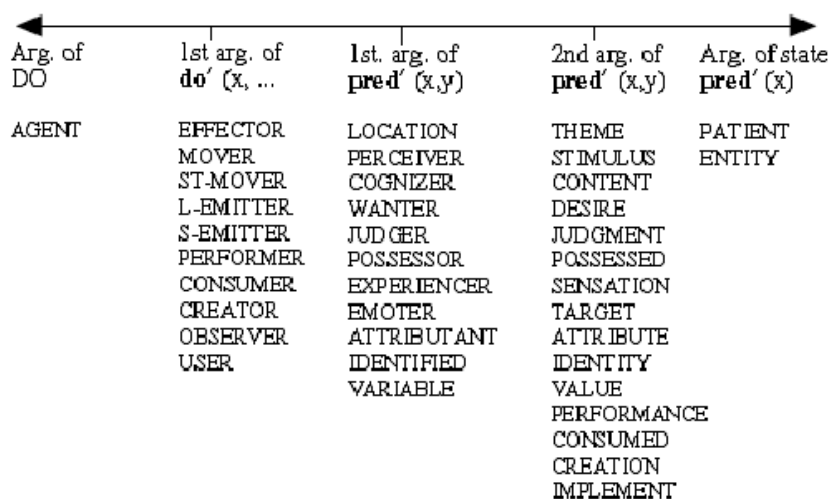 Arg. of 1st arg. of 1st. arg. of 2nd arg. of Arg. of state
DO do′ (x, ... pred′ (x,y) pred′ (x,y) pred′ (x)
AGENT EFFECTOR LOCATION THEME PATIENT
MOVER PERCEIVER STIMULUS ENTITY
ST-MOVER COGNIZER CONTENT
L-EMITTER WANTER DESIRE
S-EMITTER JUDGER JUDGMENT
PERFORMER POSSESSOR POSSESSED
CONSUMER EXPERIENCER SENSATION
CREATOR EMOTER TARGET
OBSERVER ATTRIBUTANT ATTRIBUTE
USER IDENTIFIED IDENTITY
VARIABLE VALUE
PERFORMANCE
CONSUMED
CREATION
IMPLEMENT